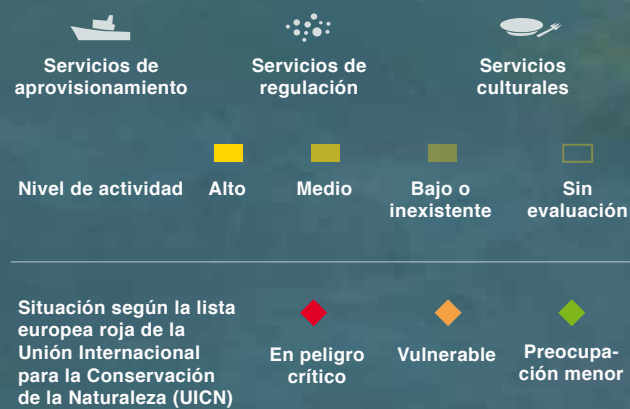 Servicios de
aprovisionamiento
Servicios de
regulación
Servicios
culturales
Nivel de actividad
Alto
Medio
Bajo o
inexistente
Sin
evaluación
Situación según la lista
europea roja de la
Unión Internacional
para la Conservación
de la Naturaleza (UICN)
En peligro
crítico
Vulnerable
Preocupa-
ción menor